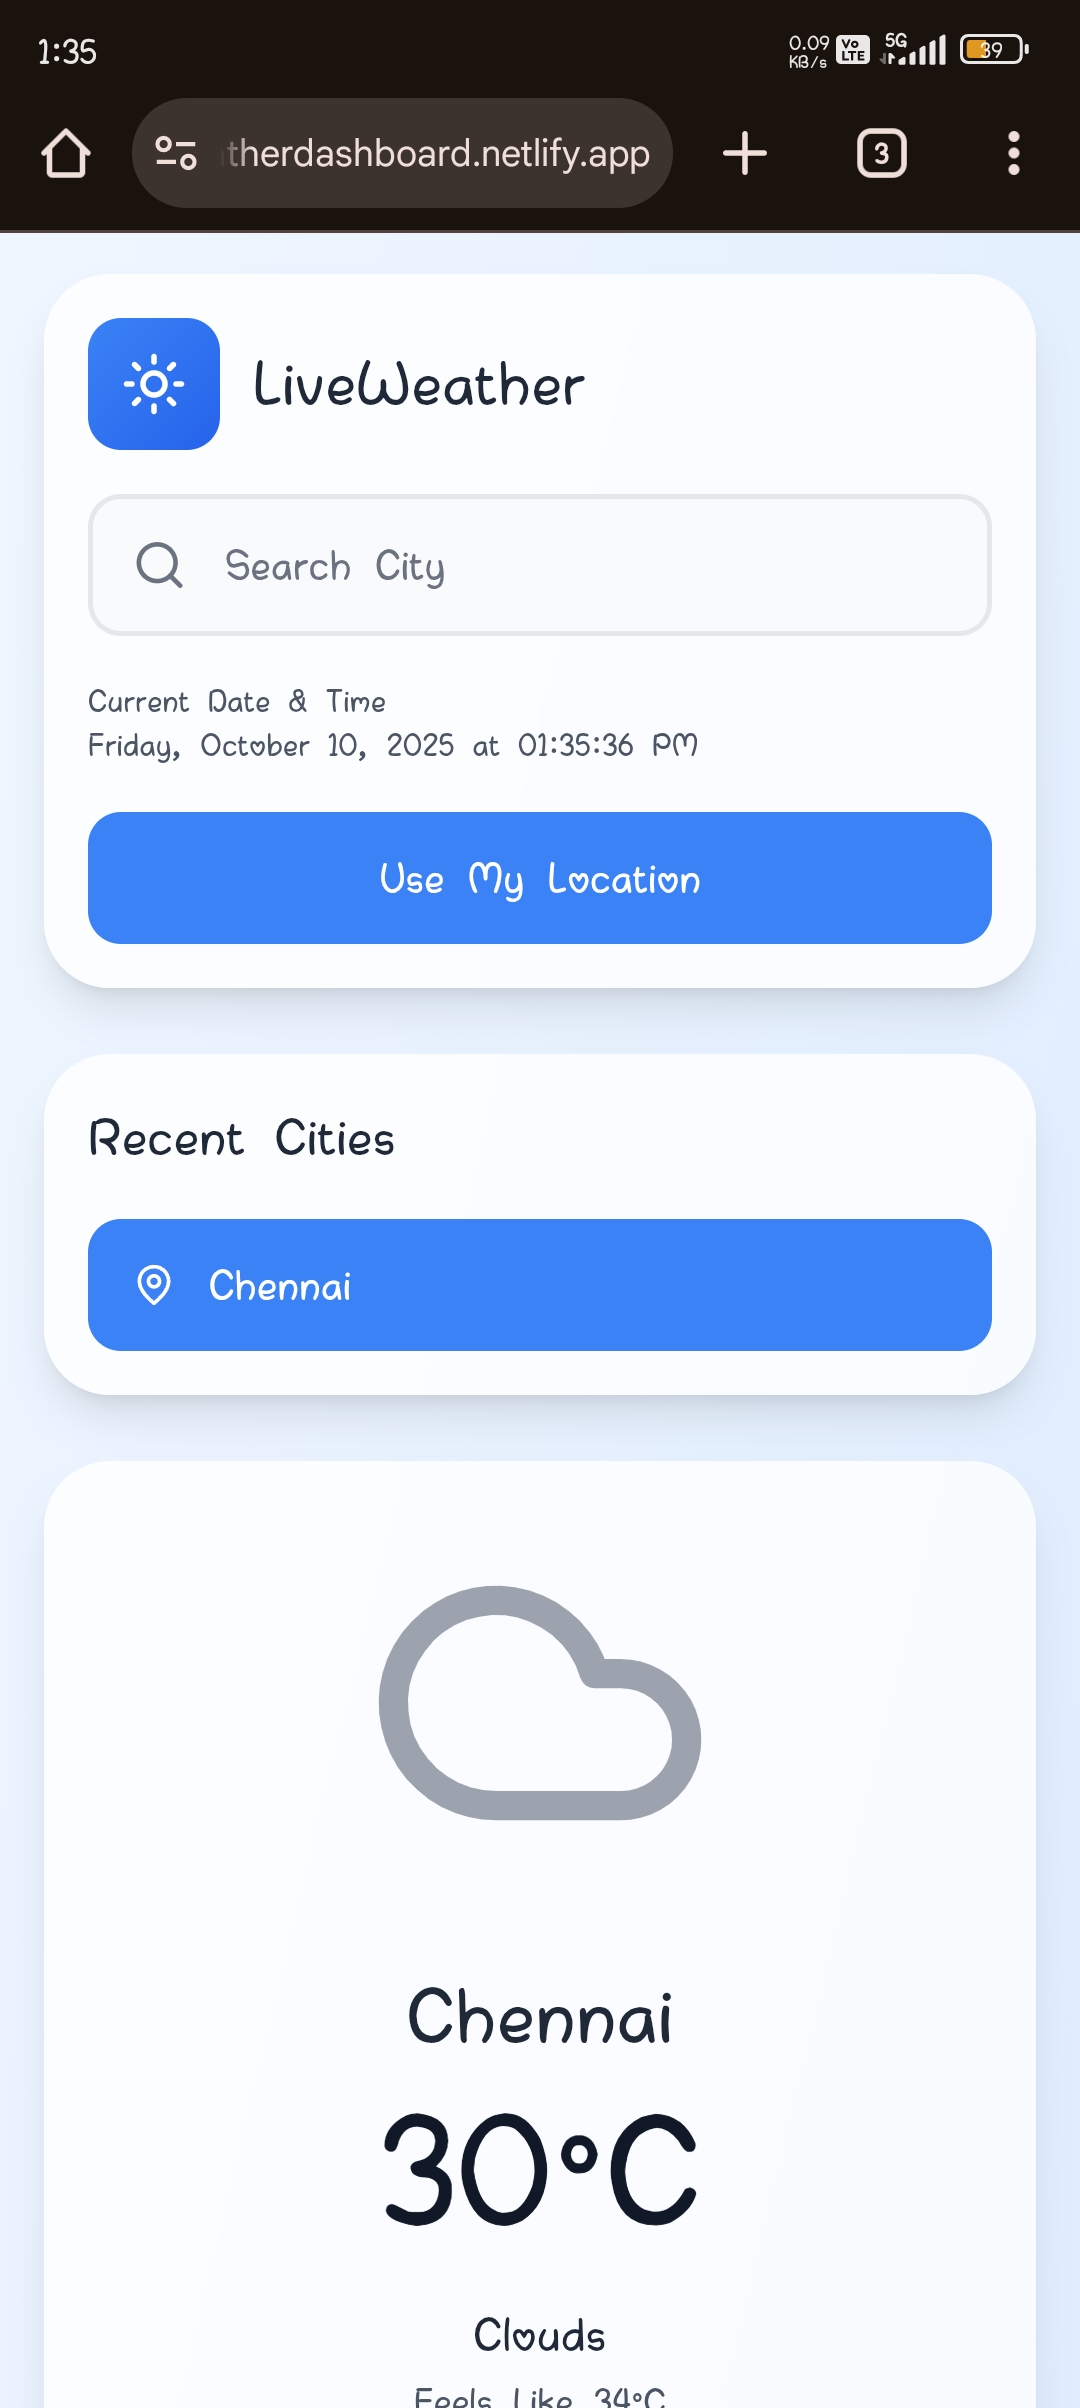 1:35
0.09
KB/s
Vo
LTE
5G
39
therdashboard.netlify.app
3
LiveWeather
Search City
Current Date & Time
Friday, October 10, 2025 at 01:35:36 PM
Use My Location
Recent Cities
Chennai
Chennai
30°C
Clouds
Feels Like 34°C